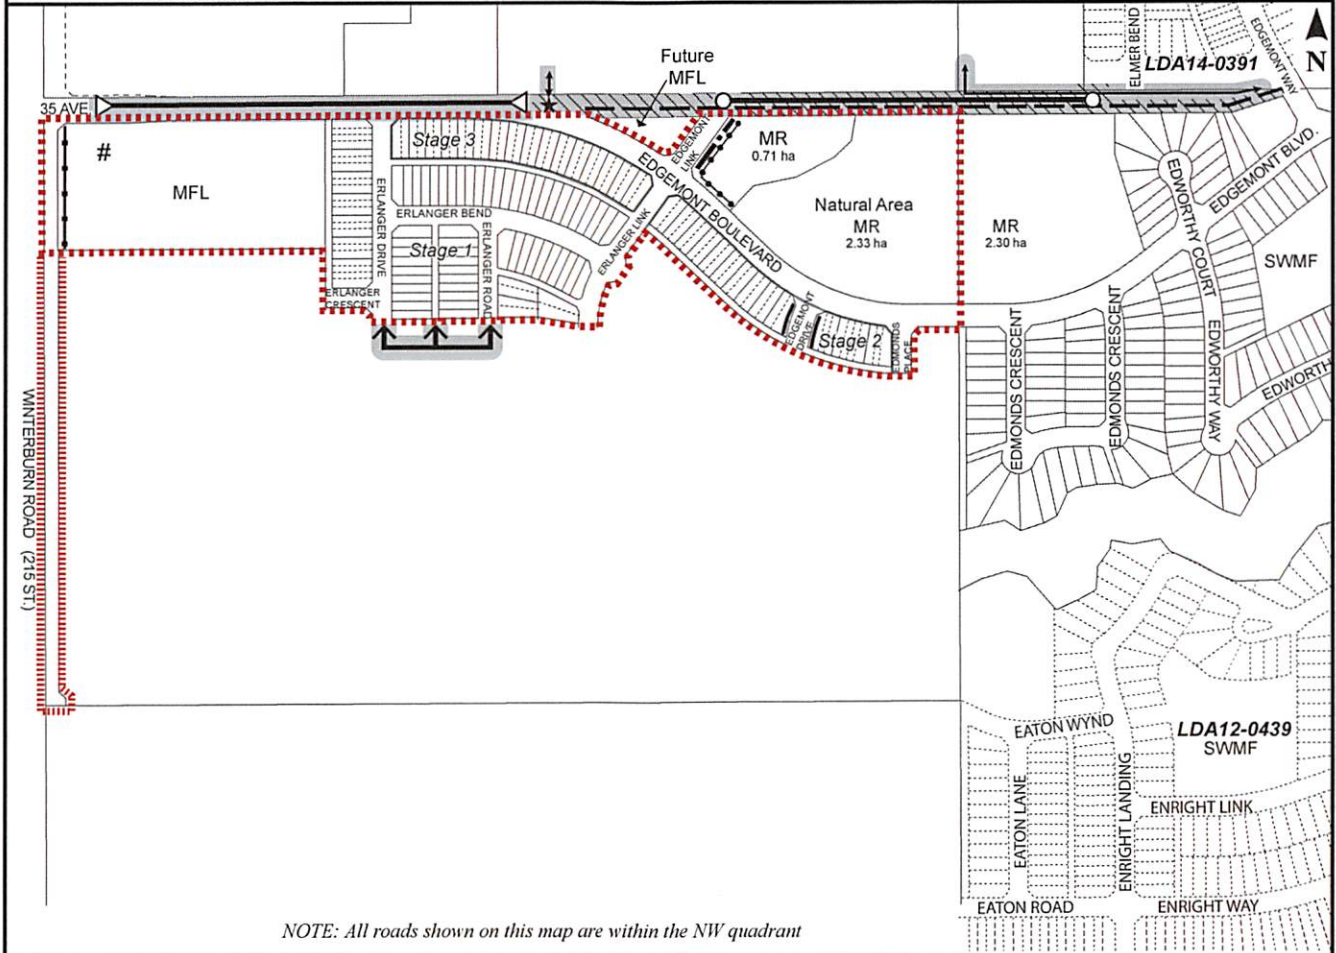 ELMER BEND
LDA14-0391
EDGEMONT WAY
N
Future
MFL
35 AVE
#
MFL
Stage 3
EDGEMONT
LINK
MR
0.71 ha
EDGEMONT BOULEVARD
Natural Area
MR
2.33 ha
MR
2.30 ha
EDWORTHY COURT
EDGEMONT BLVD.
SWMF
ERLANGER DRIVE
ERLANGER BEND
Stage 1
ERLANGER ROAD
ERLANGER LINK
ERLANGER
CRESCENT
EDGEMONT
DRIVE
Stage 2
EDMONDS
PLACE
EDMONDS CRESCENT
EDMONDS CRESCENT
EDWORTHY WAY
EDWORTH
WINTERBURN ROAD (215 ST.)
EATON WYND
LDA12-0439
SWMF
EATON LANE
ENRIGHT LANDING
ENRIGHT LINK
EATON ROAD
ENRIGHT WAY
NOTE: All roads shown on this map are within the NW quadrant